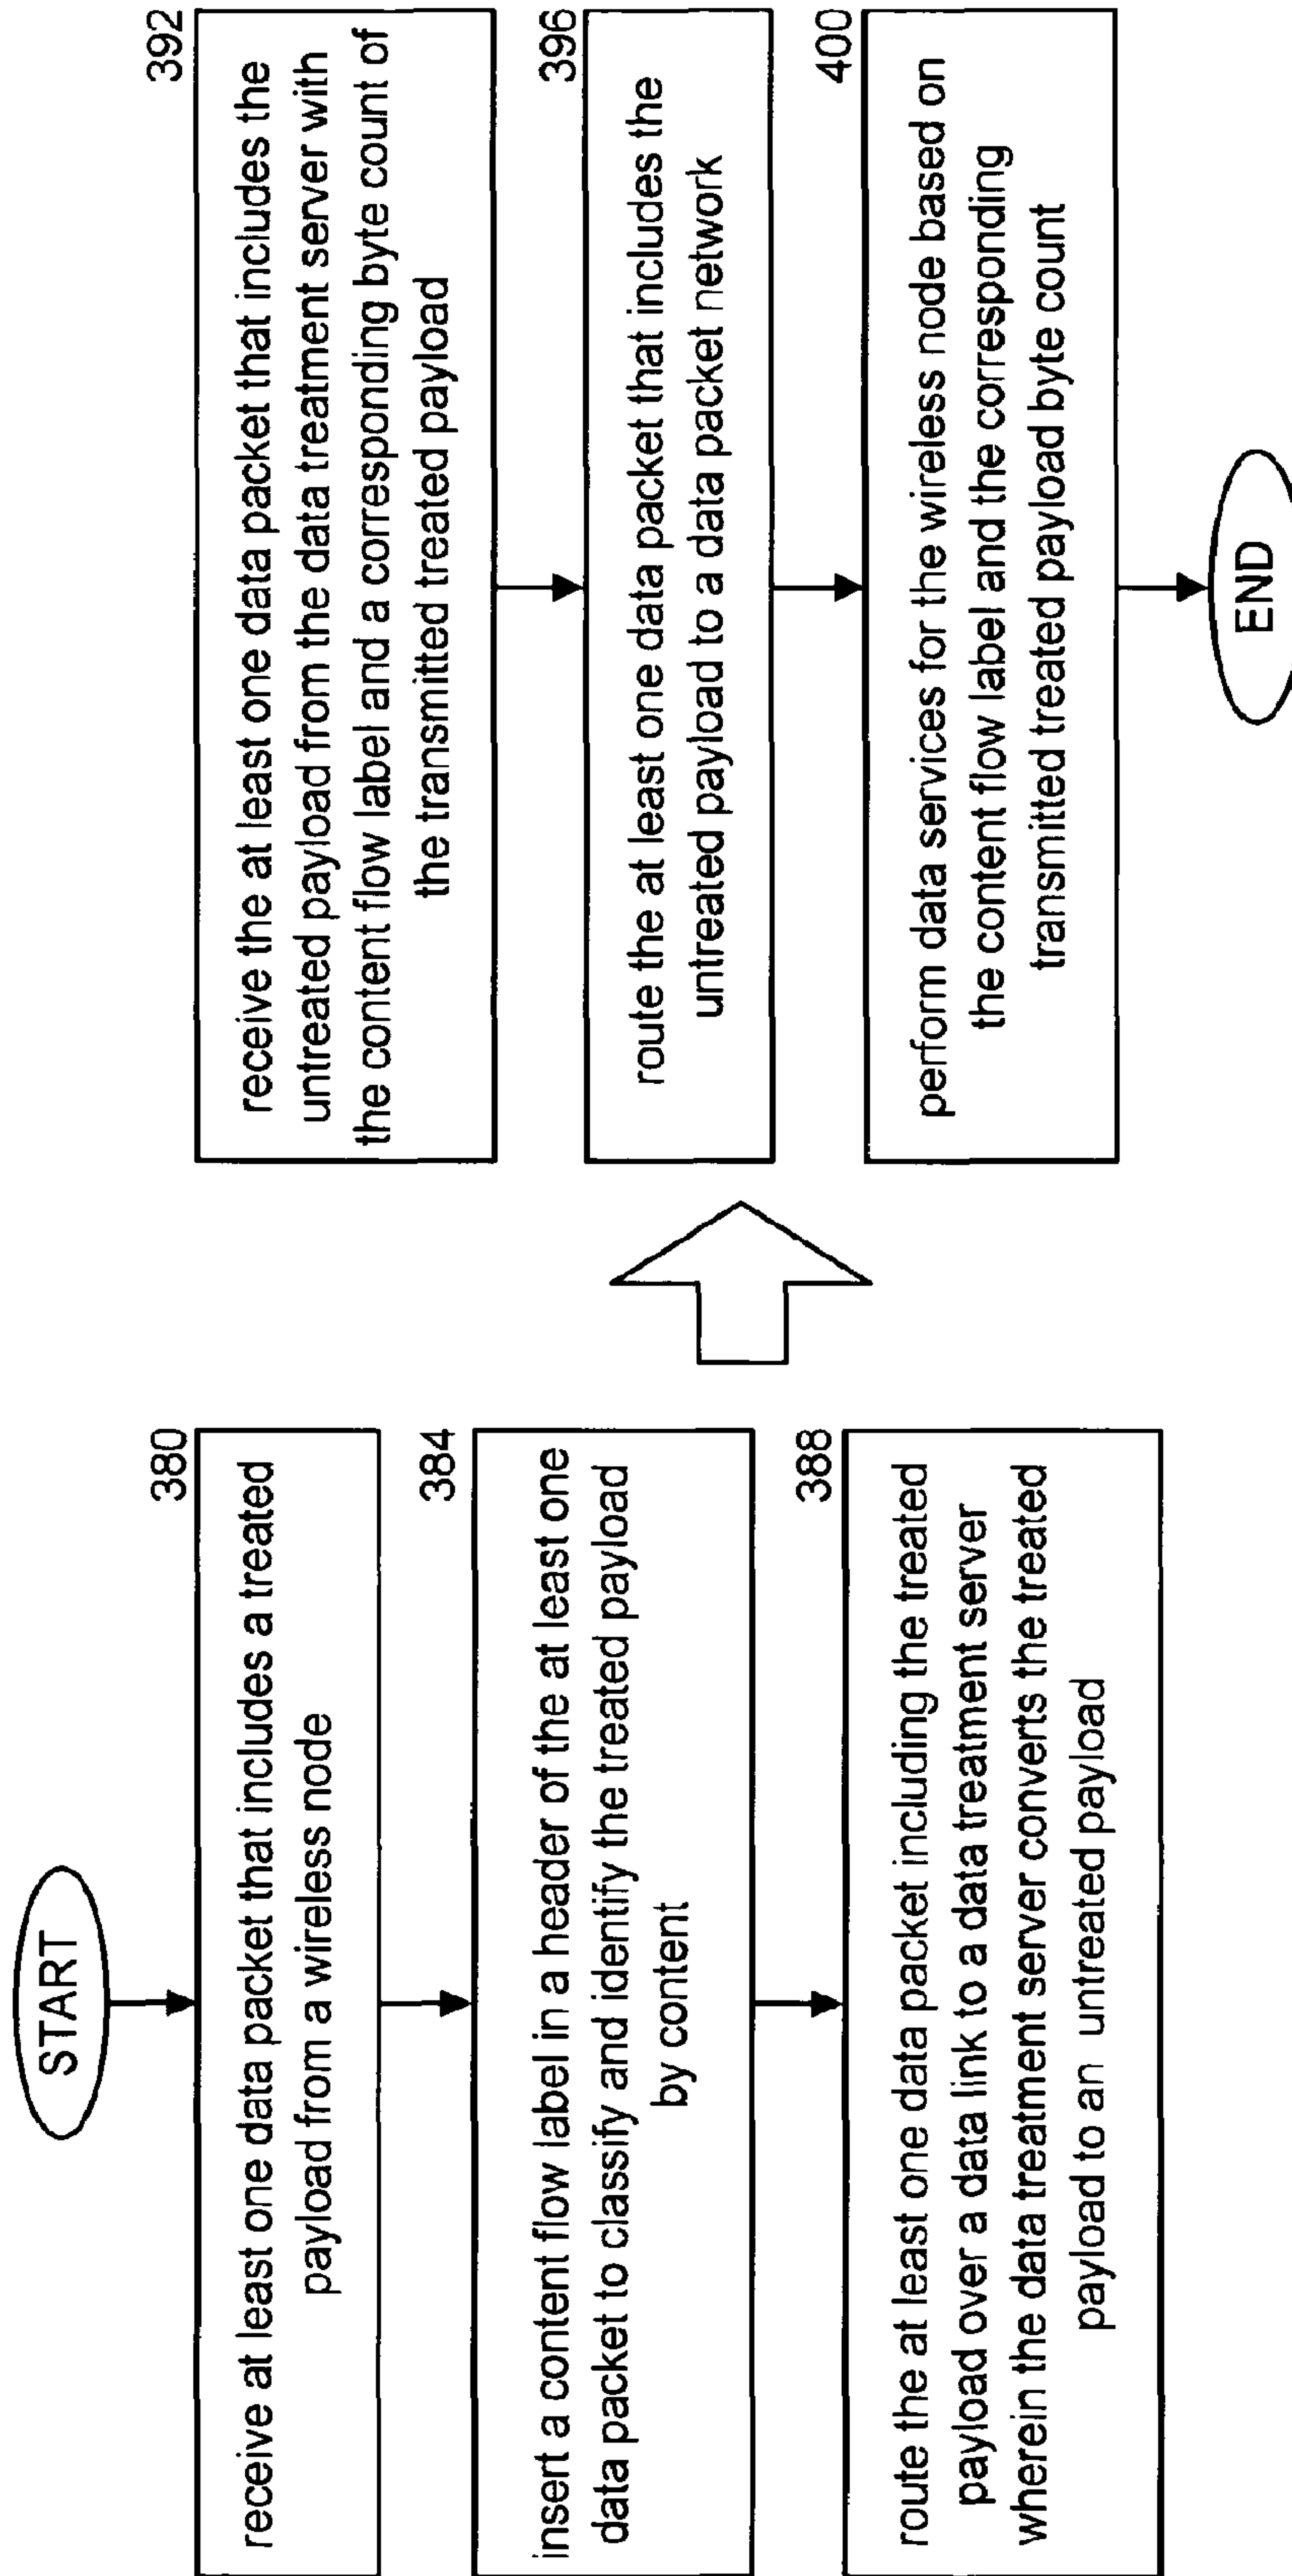 START
380
receive at least one data packet that includes a treated
payload from a wireless node
384
insert a content flow label in a header of the at least one
data packet to classify and identify the treated payload
by content
388
route the at least one data packet including the treated
payload over a data link to a data treatment server
wherein the data treatment server converts the treated
payload to an untreated payload
392
receive the at least one data packet that includes the
untreated payload from the data treatment server with
the content flow label and a corresponding byte count of
the transmitted treated payload
396
route the at least one data packet that includes the
untreated payload to a data packet network
400
perform data services for the wireless node based on
the content flow label and the corresponding
transmitted treated payload byte count
END